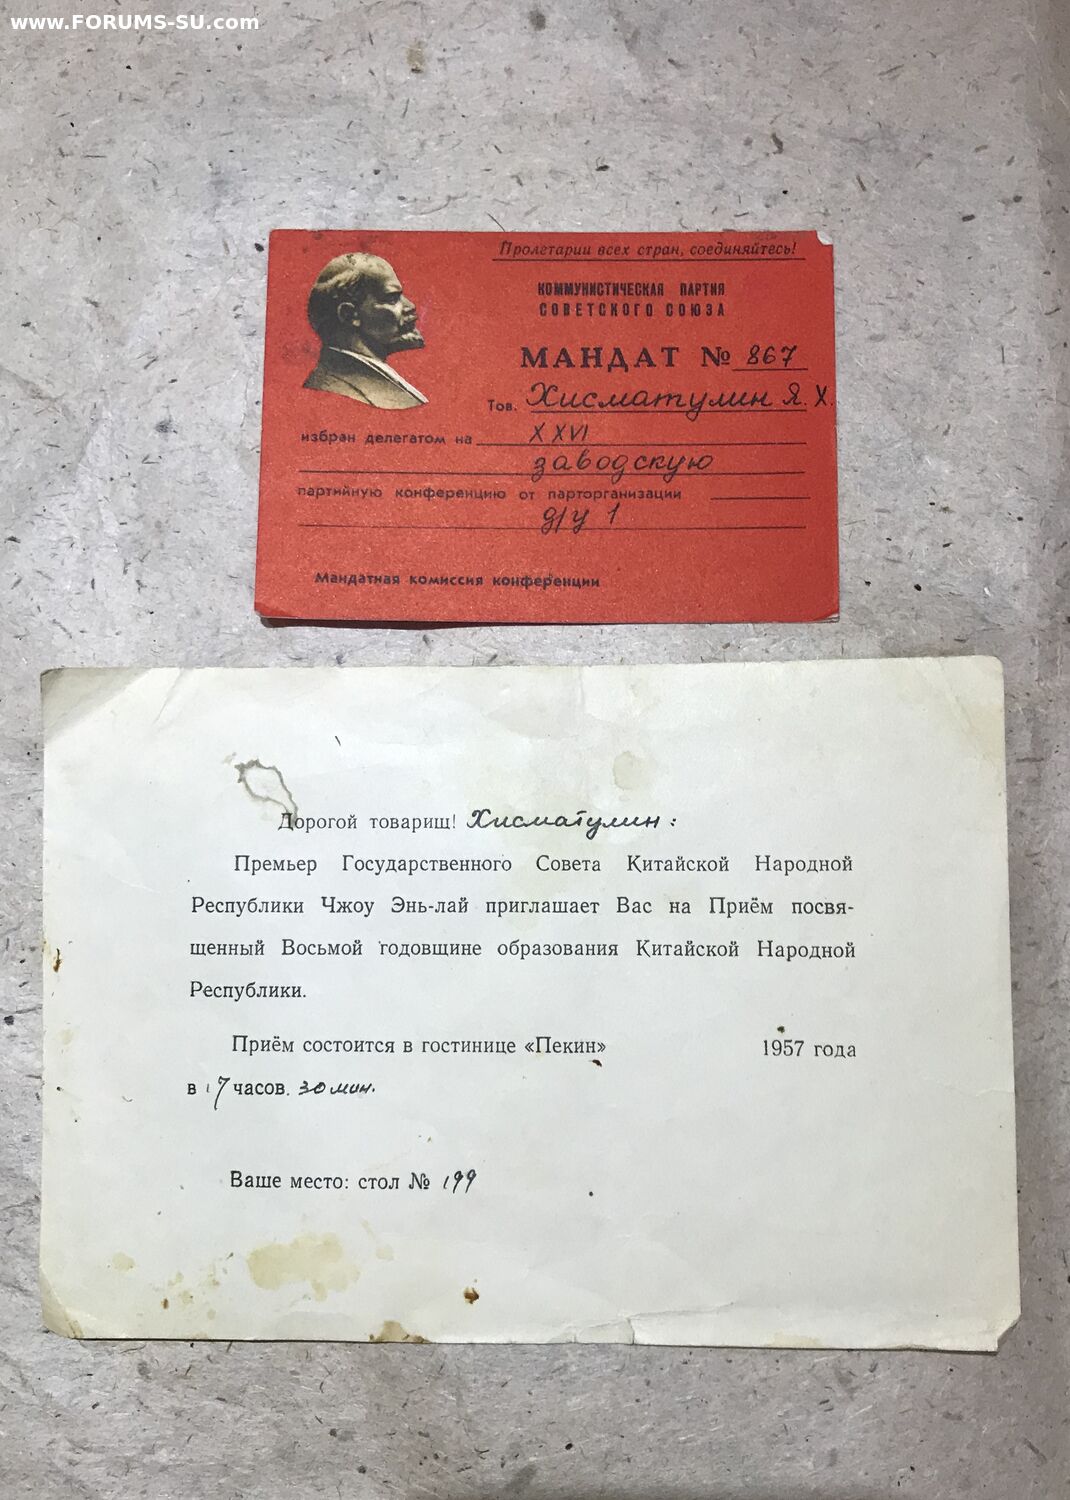 www.FORUMS-SU.com
Пролетарии всех стран, соединяйтесь!
КОММУНИСТИЧЕСКАЯ ПАРТИЯ
СОВЕТСКОГО СОЮЗА
МАНДАТ № 867
Тов. Хисматулин Я. Х.
избран делегатом на XXVI
заводскую
партийную конференцию от парторганизации
д/у 1
Мандатная комиссия конференции
Дорогой товарищ! Хисматулин:
Премьер Государственного Совета Китайской Народной
Республики Чжоу Энь-лай приглашает Вас на Приём посвя-
щенный Восьмой годовщине образования Китайской Народной
Республики.
Приём состоится в гостинице «Пекин» 1957 года
в 17 часов. 30 мин.
Ваше место: стол № 199